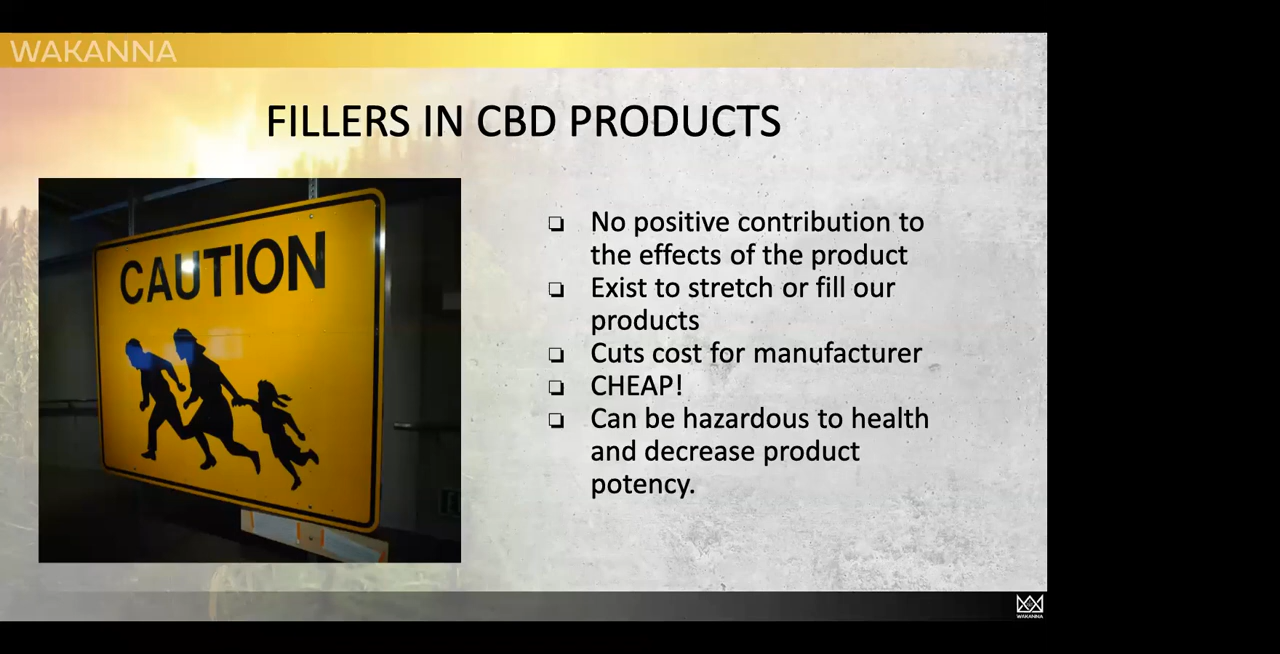 WAKANNA
FILLERS IN CBD PRODUCTS
CAUTION
❏ No positive contribution to
the effects of the product
❏ Exist to stretch or fill our
products
❏ Cuts cost for manufacturer
❏ CHEAP!
❏ Can be hazardous to health
and decrease product
potency.
WAKANNA